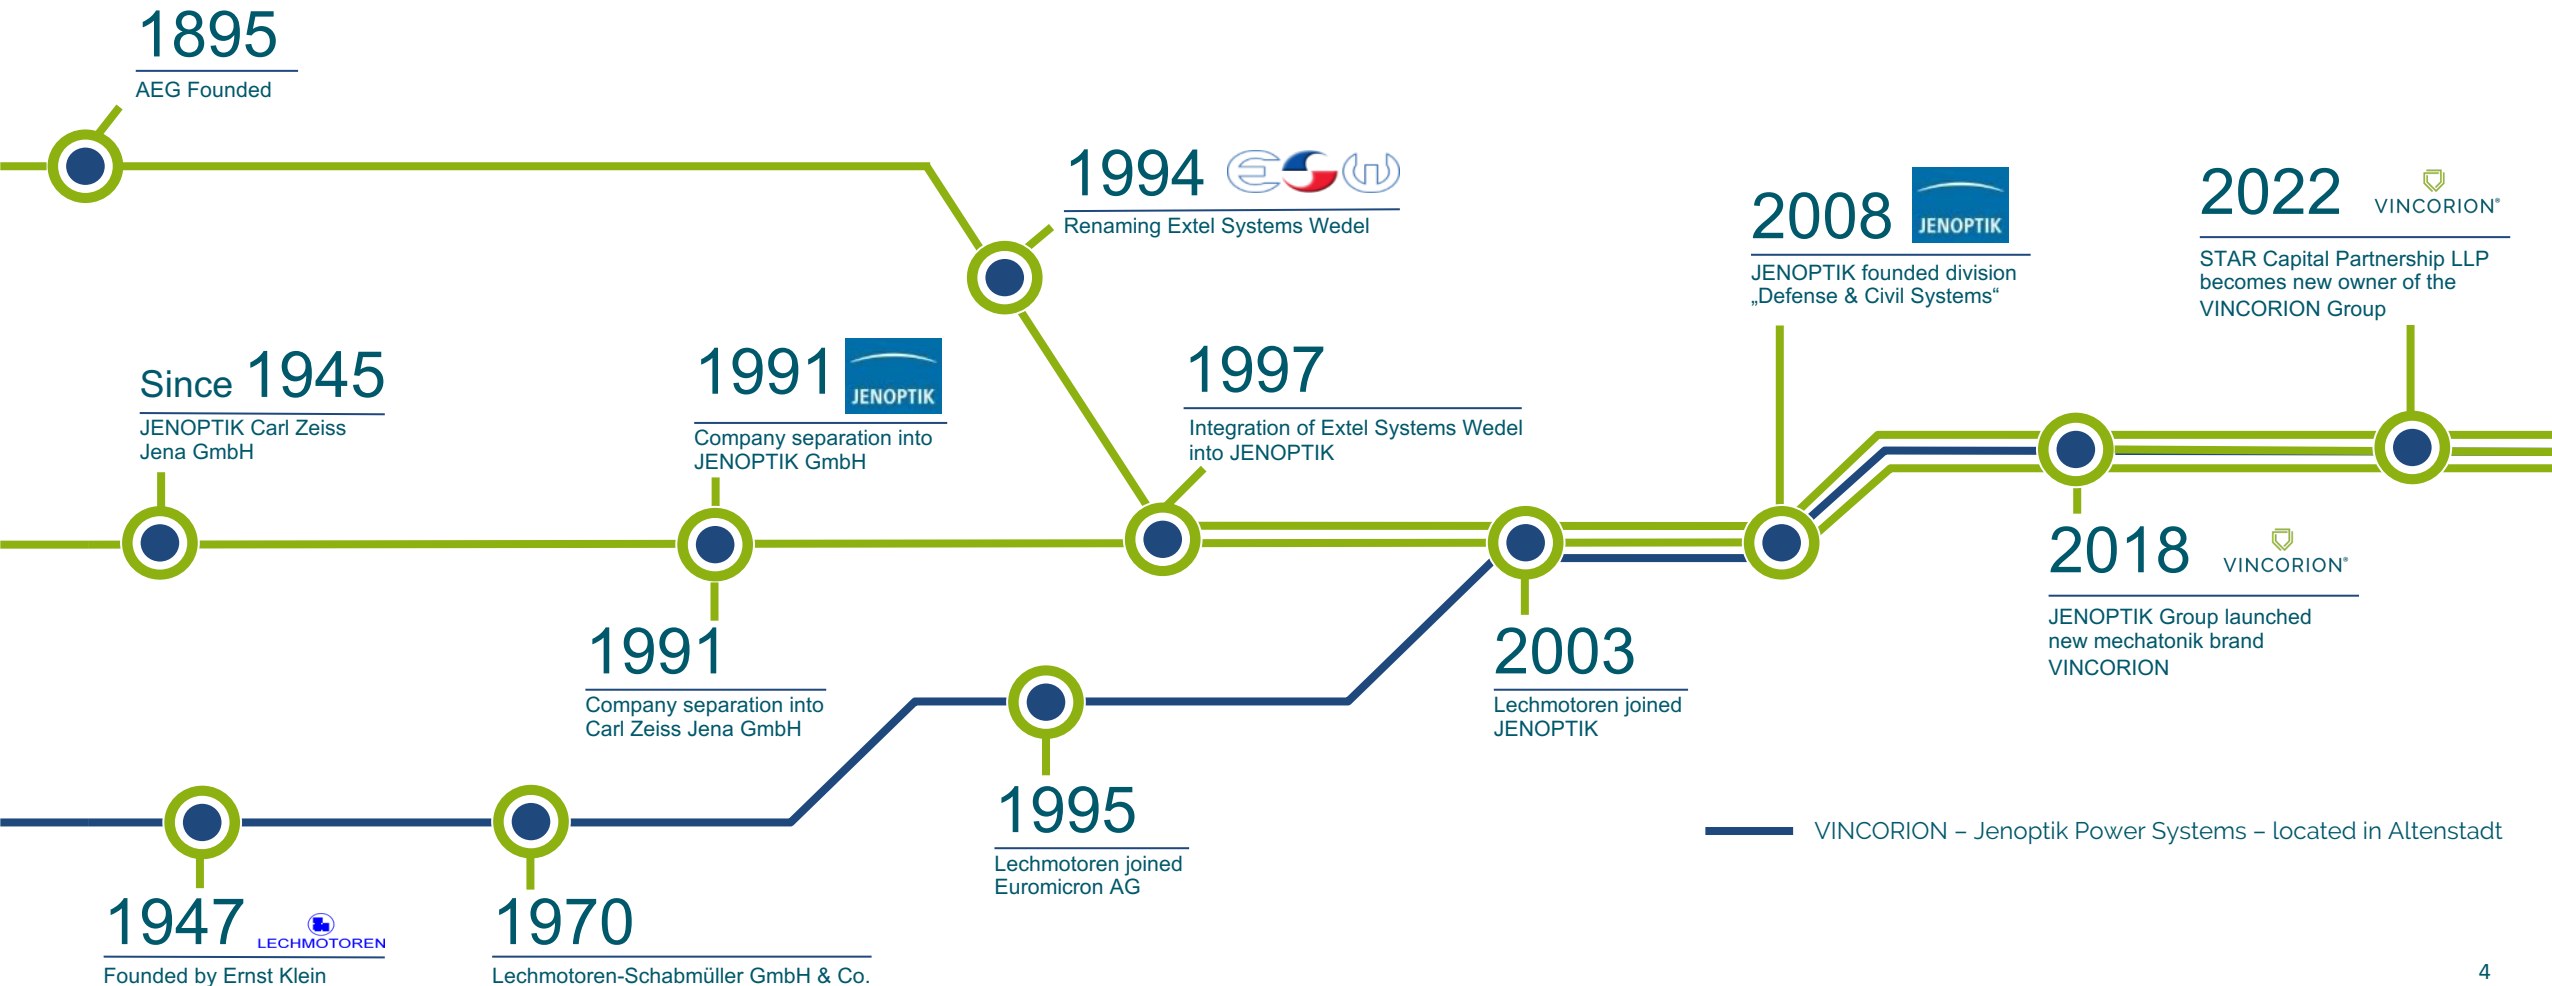 1895
AEG Founded
1994 ESW
Renaming Extel Systems Wedel
2008 JENOPTIK
JENOPTIK founded division
„Defense & Civil Systems“
2022 VINCORION®
STAR Capital Partnership LLP
becomes new owner of the
VINCORION Group
Since 1945
JENOPTIK Carl Zeiss
Jena GmbH
1991 JENOPTIK
Company separation into
JENOPTIK GmbH
1997
Integration of Extel Systems Wedel
into JENOPTIK
2018 VINCORION®
JENOPTIK Group launched
new mechatonik brand
VINCORION
1991
Company separation into
Carl Zeiss Jena GmbH
2003
Lechmotoren joined
JENOPTIK
1995
Lechmotoren joined
Euromicron AG
VINCORION – Jenoptik Power Systems – located in Altenstadt
1947 LECHMOTOREN
Founded by Ernst Klein
1970
Lechmotoren-Schabmüller GmbH & Co.
4